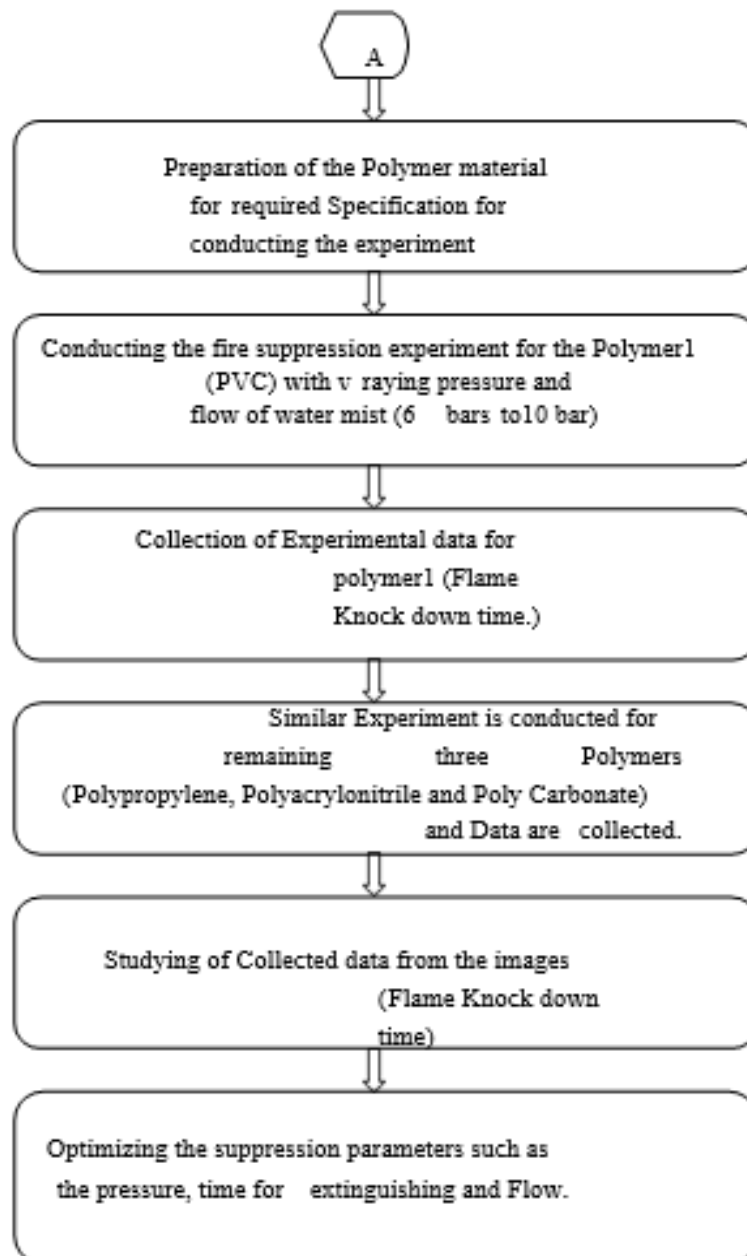 A
Preparation of the Polymer material
for required Specification for
conducting the experiment
Conducting the fire suppression experiment for the Polymer1
(PVC) with v raying pressure and
flow of water mist (6 bars to10 bar)
Collection of Experimental data for
polymer1 (Flame
Knock down time.)
Similar Experiment is conducted for
remaining three Polymers
(Polypropylene, Polyacrylonitrile and Poly Carbonate)
and Data are collected.
Studying of Collected data from the images
(Flame Knock down
time)
Optimizing the suppression parameters such as
the pressure, time for extinguishing and Flow.